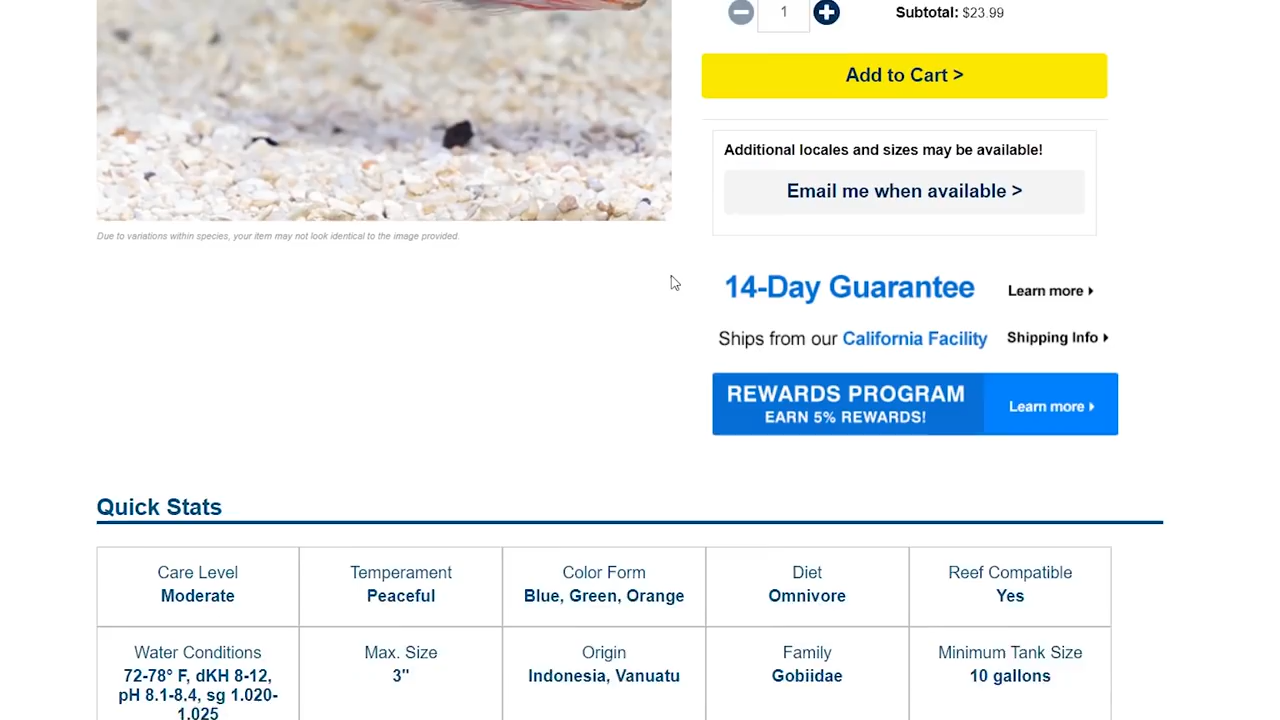 1
Subtotal: $23.99
Add to Cart >
Additional locales and sizes may be available!
Email me when available >
Due to variations within species, your item may not look identical to the image provided.
14-Day Guarantee Learn more
Ships from our California Facility Shipping Info
REWARDS PROGRAM
EARN 5% REWARDS!
Learn more
Quick Stats
Care Level
Moderate
Temperament
Peaceful
Color Form
Blue, Green, Orange
Diet
Omnivore
Reef Compatible
Yes
Water Conditions
72-78° F, dKH 8-12,
pH 8.1-8.4, sg 1.020-
1.025
Max. Size
3"
Origin
Indonesia, Vanuatu
Family
Gobiidae
Minimum Tank Size
10 gallons